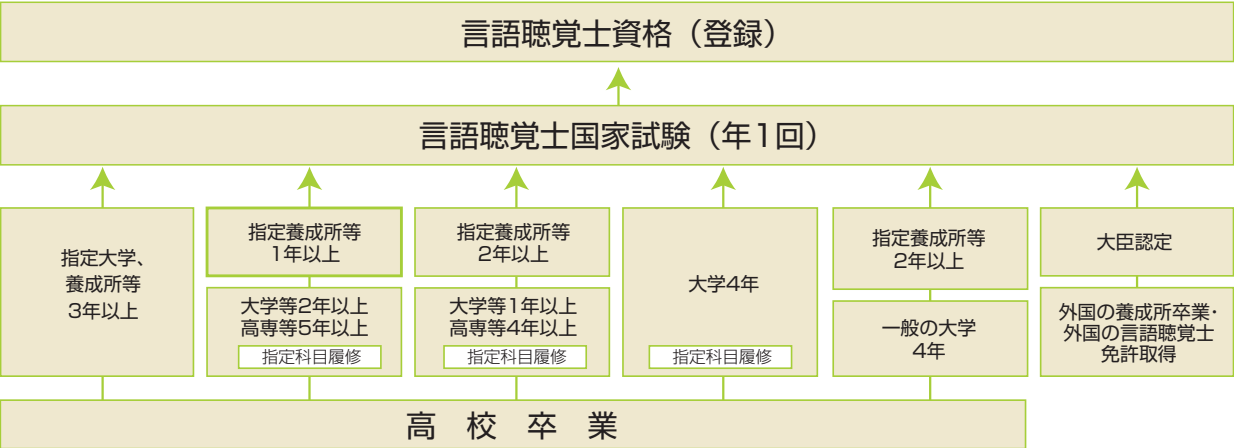 言語聴覚士資格（登録）
言語聴覚士国家試験（年1回）
指定大学、
養成所等
3年以上
指定養成所等
1年以上
大学等2年以上
高専等5年以上
指定科目履修
指定養成所等
2年以上
大学等1年以上
高専等4年以上
指定科目履修
大学4年
指定科目履修
指定養成所等
2年以上
一般の大学
4年
大臣認定
外国の養成所卒業・
外国の言語聴覚士
免許取得
高 校 卒 業